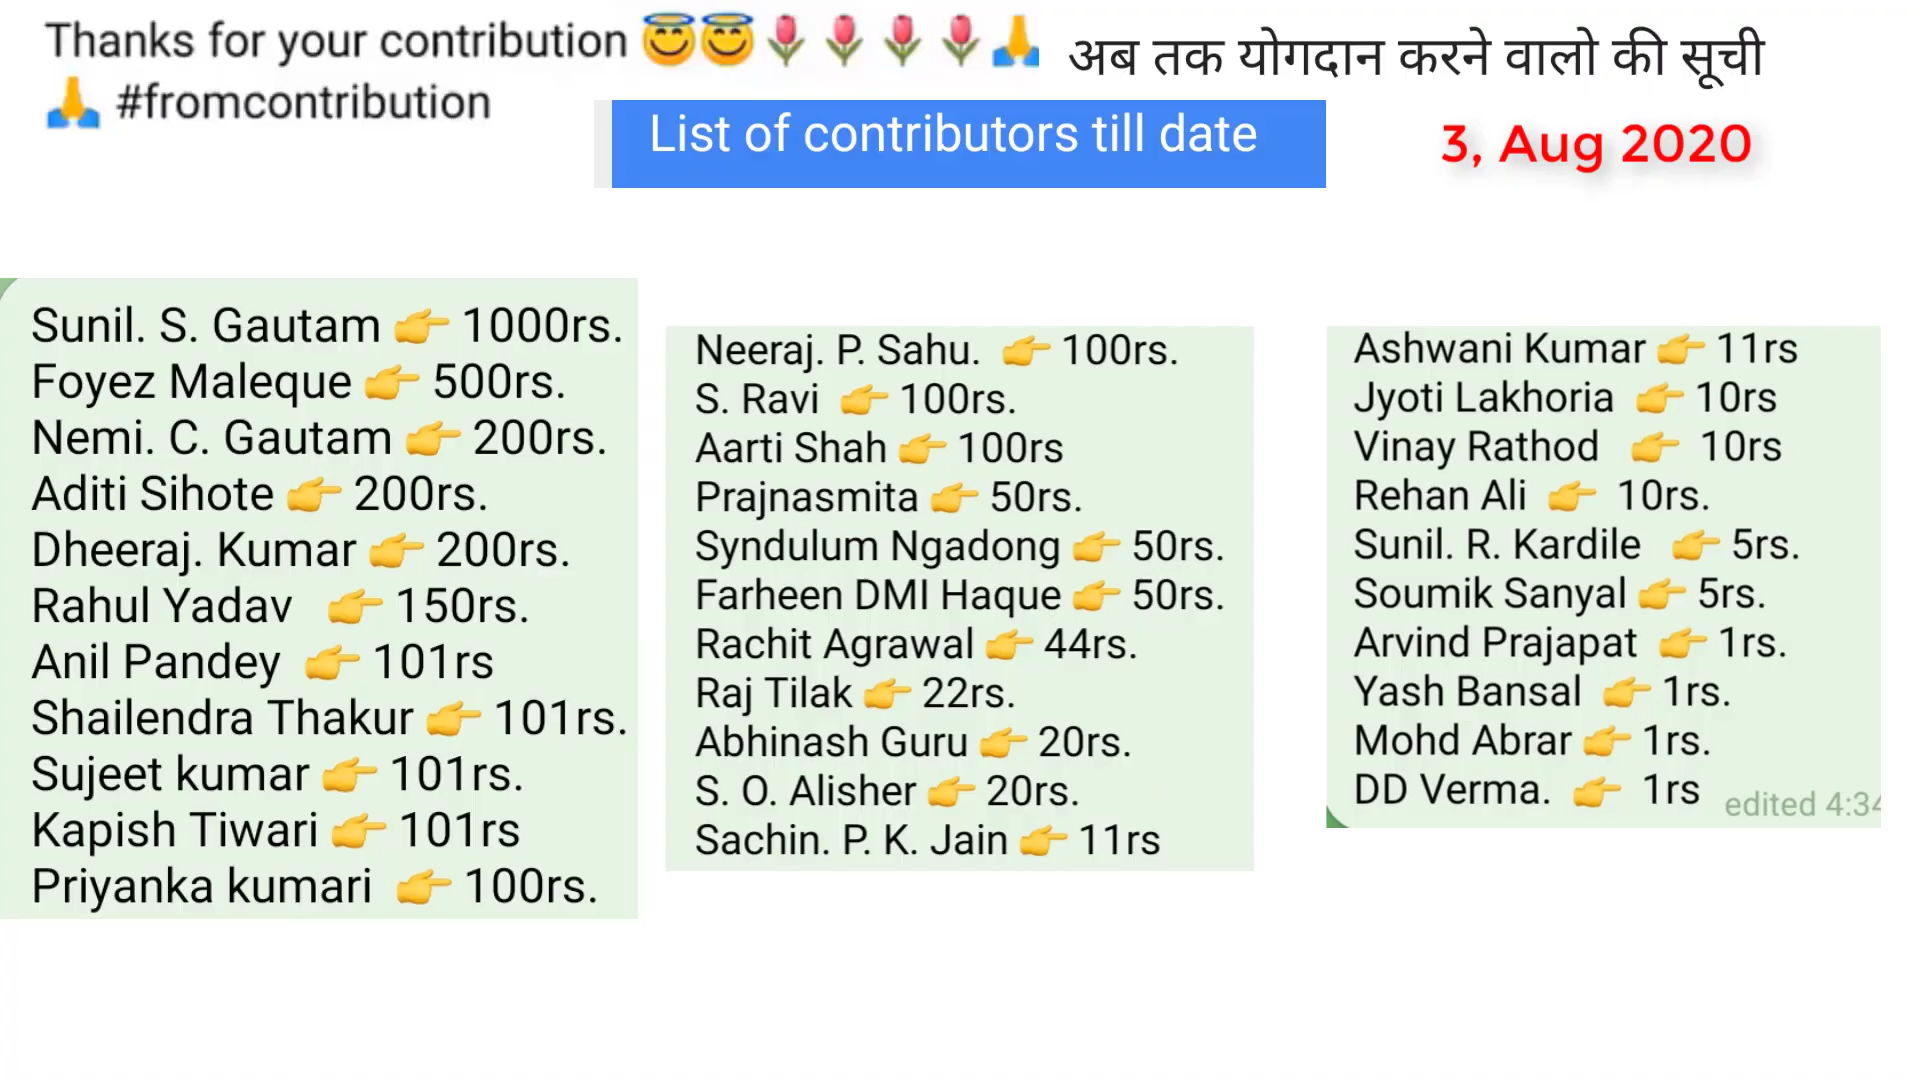 Thanks for your contribution 😇😇🌷🌷🌷🌷🙏
🙏 #fromcontribution
अब तक योगदान करने वालो की सूची
List of contributors till date
3, Aug 2020
Sunil. S. Gautam 👉 1000rs.
Foyez Maleque 👉 500rs.
Nemi. C. Gautam 👉 200rs.
Aditi Sihote 👉 200rs.
Dheeraj. Kumar 👉 200rs.
Rahul Yadav 👉 150rs.
Anil Pandey 👉 101rs
Shailendra Thakur 👉 101rs.
Sujeet kumar 👉 101rs.
Kapish Tiwari 👉 101rs
Priyanka kumari 👉 100rs.
Neeraj. P. Sahu. 👉 100rs.
S. Ravi 👉 100rs.
Aarti Shah 👉 100rs
Prajnasmita 👉 50rs.
Syndulum Ngadong 👉 50rs.
Farheen DMI Haque 👉 50rs.
Rachit Agrawal 👉 44rs.
Raj Tilak 👉 22rs.
Abhinash Guru 👉 20rs.
S. O. Alisher 👉 20rs.
Sachin. P. K. Jain 👉 11rs
Ashwani Kumar 👉 11rs
Jyoti Lakhoria 👉 10rs
Vinay Rathod 👉 10rs
Rehan Ali 👉 10rs.
Sunil. R. Kardile 👉 5rs.
Soumik Sanyal 👉 5rs.
Arvind Prajapat 👉 1rs.
Yash Bansal 👉 1rs.
Mohd Abrar 👉 1rs.
DD Verma. 👉 1rs
edited 4:34